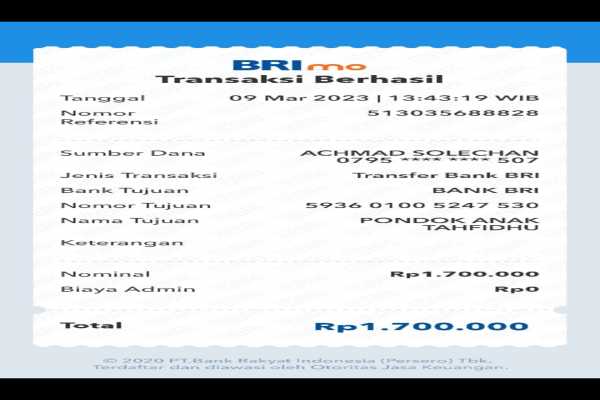 BRImo
Transaksi Berhasil
Tanggal 09 Mar 2023 | 13:43:19 WIB
Nomor Referensi 513035688828
Sumber Dana ACHMAD SOLECHAN
0795 **** **** 507
Jenis Transaksi Transfer Bank BRI
Bank Tujuan BANK BRI
Nomor Tujuan 5936 0100 5247 530
Nama Tujuan PONDOK ANAK
TAHFIDHU
Keterangan
Nominal Rp1.700.000
Biaya Admin Rp0
Total Rp1.700.000
© 2020 PT.Bank Rakyat Indonesia (Persero) Tbk.
Terdaftar dan diawasi oleh Otoritas Jasa Keuangan.